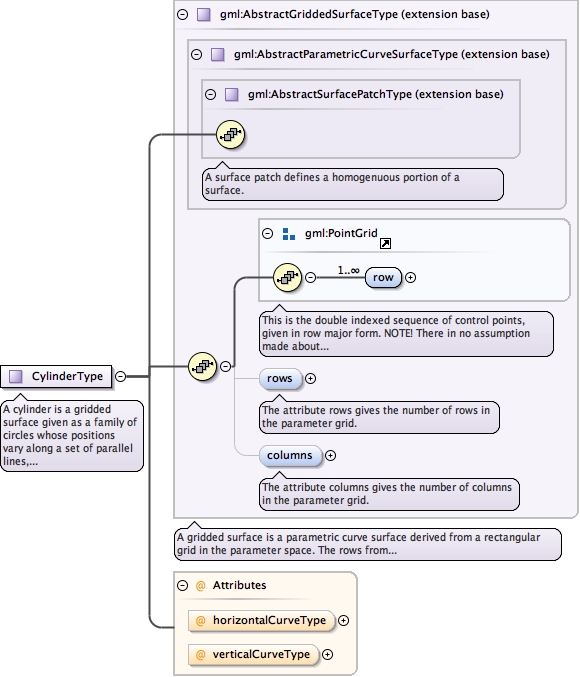 gml:AbstractGriddedSurfaceType (extension base)
gml:AbstractParametricCurveSurfaceType (extension base)
gml:AbstractSurfacePatchType (extension base)
A surface patch defines a homogenuous portion of a
surface.
gml:PointGrid
1..∞
row
This is the double indexed sequence of control points,
given in row major form. NOTE! There in no assumption
made about...
rows
The attribute rows gives the number of rows in
the parameter grid.
columns
The attribute columns gives the number of columns
in the parameter grid.
CylinderType
A cylinder is a gridded
surface given as a family of
circles whose positions
vary along a set of parallel
lines,...
A gridded surface is a parametric curve surface derived from a rectangular
grid in the parameter space. The rows from...
@ Attributes
@ horizontalCurveType
@ verticalCurveType